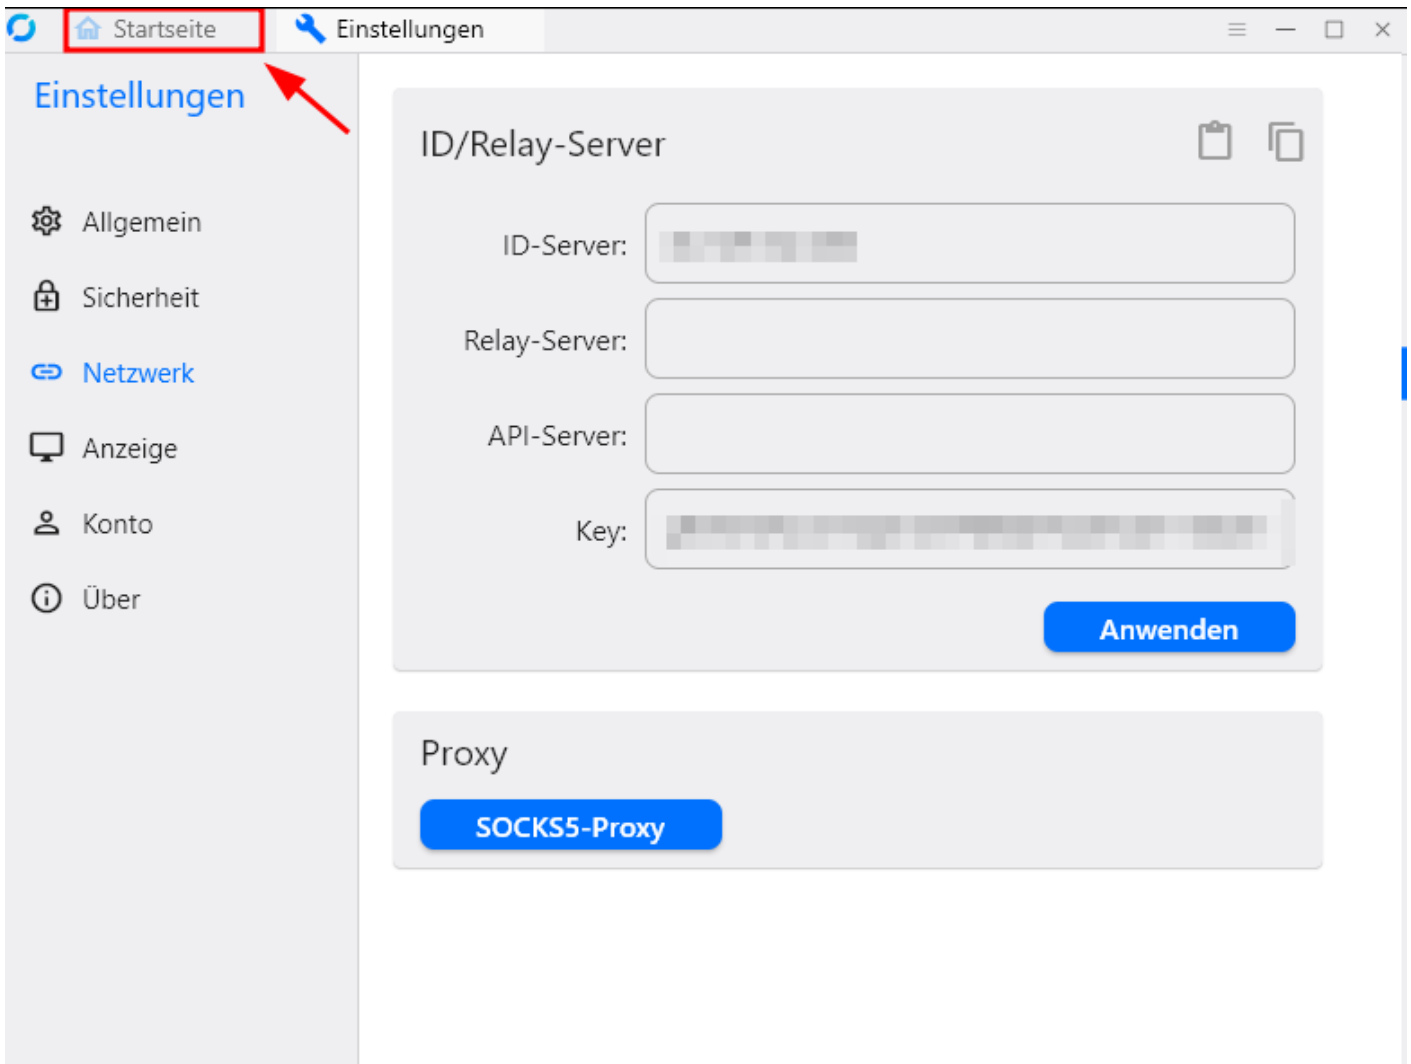 Startseite
Einstellungen
Einstellungen
Allgemein
Sicherheit
Netzwerk
Anzeige
Konto
Über
ID/Relay-Server
ID-Server:
Relay-Server:
API-Server:
Key:
Anwenden
Proxy
SOCKS5-Proxy